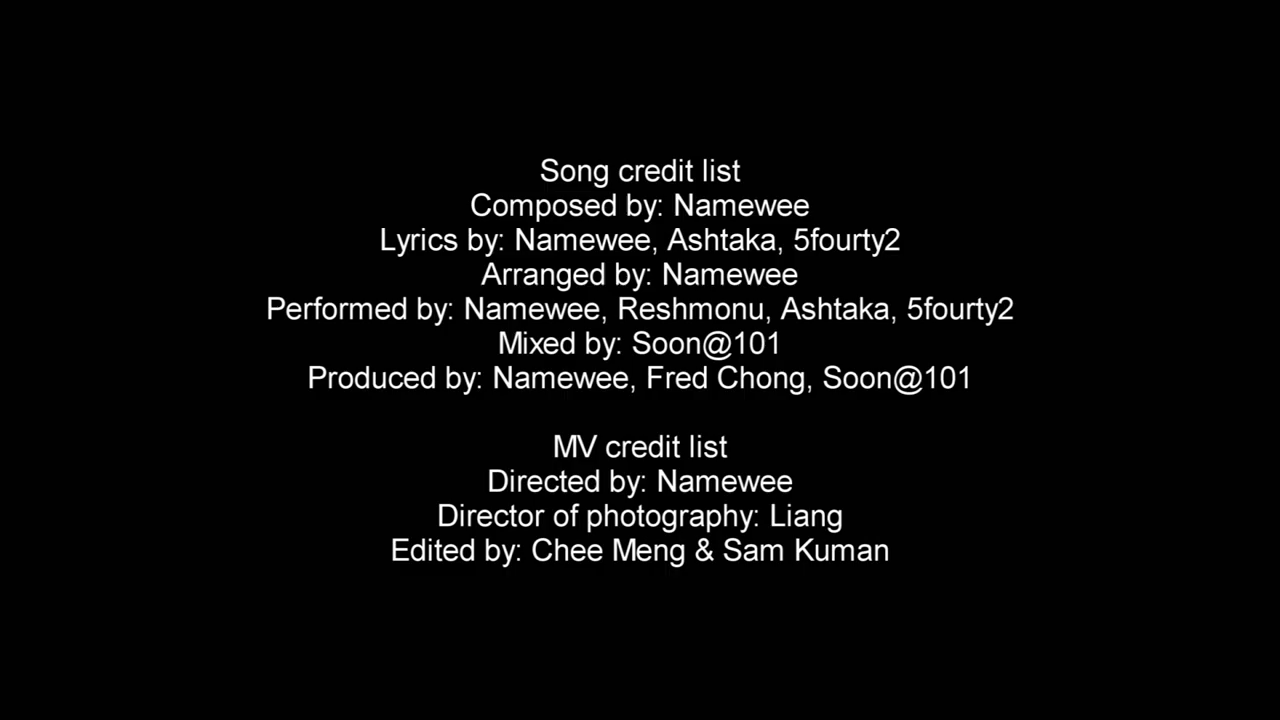 Song credit list
Composed by: Namewee
Lyrics by: Namewee, Ashtaka, 5fourty2
Arranged by: Namewee
Performed by: Namewee, Reshmonu, Ashtaka, 5fourty2
Mixed by: Soon@101
Produced by: Namewee, Fred Chong, Soon@101
MV credit list
Directed by: Namewee
Director of photography: Liang
Edited by: Chee Meng & Sam Kuman